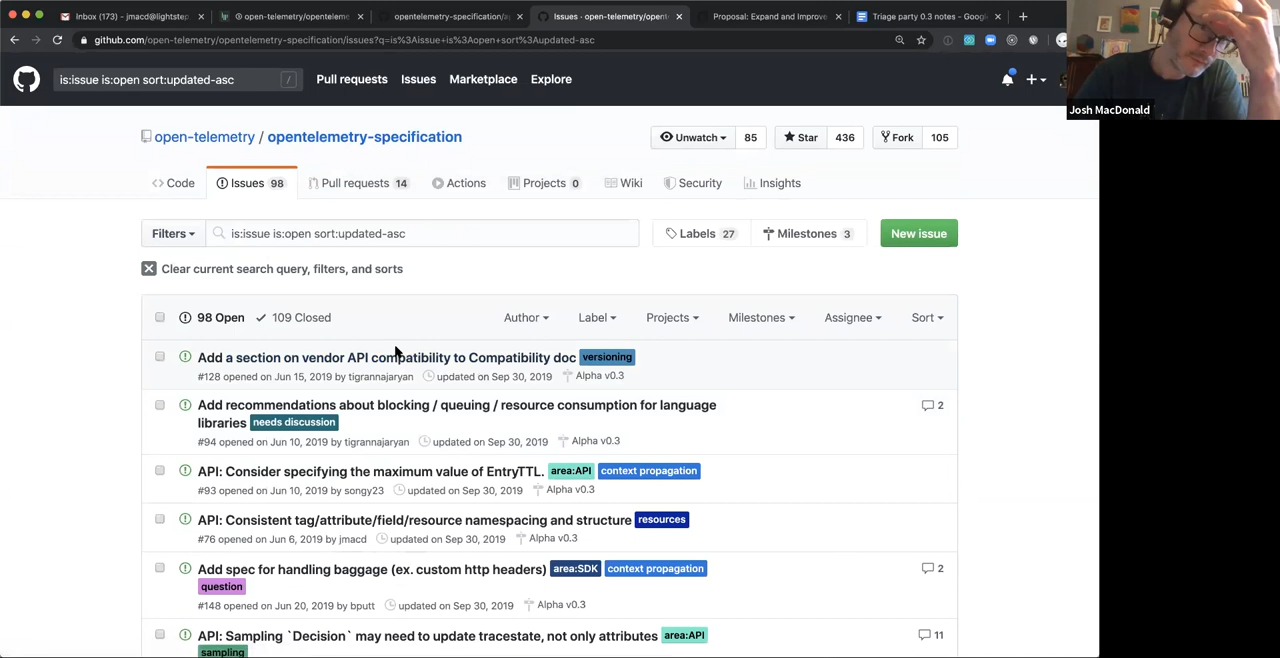 Inbox (173) - jmacd@lightstep
open-telemetry/opentelemetry
opentelemetry-specification/a
Issues · open-telemetry/opent
Proposal: Expand and Improve
Triage party 0.3 notes - Google
github.com/open-telemetry/opentelemetry-specification/issues?q=is%3Aissue+is%3Aopen+sort%3Aupdated-asc
is:issue is:open sort:updated-asc
/
Pull requests
Issues
Marketplace
Explore
Josh MacDonald
open-telemetry / opentelemetry-specification
Unwatch 85
Star 436
Fork 105
Code
Issues 98
Pull requests 14
Actions
Projects 0
Wiki
Security
Insights
Filters
is:issue is:open sort:updated-asc
Labels 27
Milestones 3
New issue
Clear current search query, filters, and sorts
98 Open
109 Closed
Author
Label
Projects
Milestones
Assignee
Sort
Add a section on vendor API compatibility to Compatibility doc versioning
#128 opened on Jun 15, 2019 by tigrannajaryan updated on Sep 30, 2019 Alpha v0.3
Add recommendations about blocking / queuing / resource consumption for language 2
libraries needs discussion
#94 opened on Jun 10, 2019 by tigrannajaryan updated on Sep 30, 2019 Alpha v0.3
API: Consider specifying the maximum value of EntryTTL. area:API context propagation
#93 opened on Jun 10, 2019 by songy23 updated on Sep 30, 2019 Alpha v0.3
API: Consistent tag/attribute/field/resource namespacing and structure resources
#76 opened on Jun 6, 2019 by jmacd updated on Sep 30, 2019 Alpha v0.3
Add spec for handling baggage (ex. custom http headers) area:SDK context propagation 2
question
#148 opened on Jun 20, 2019 by bputt updated on Sep 30, 2019 Alpha v0.3
API: Sampling `Decision` may need to update tracestate, not only attributes area:API 11
sampling